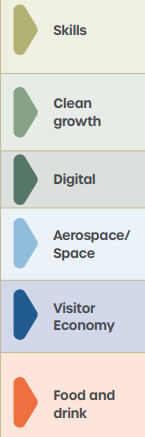 Skills
Clean
growth
Digital
Aerospace/
Space
Visitor
Economy
Food and
drink